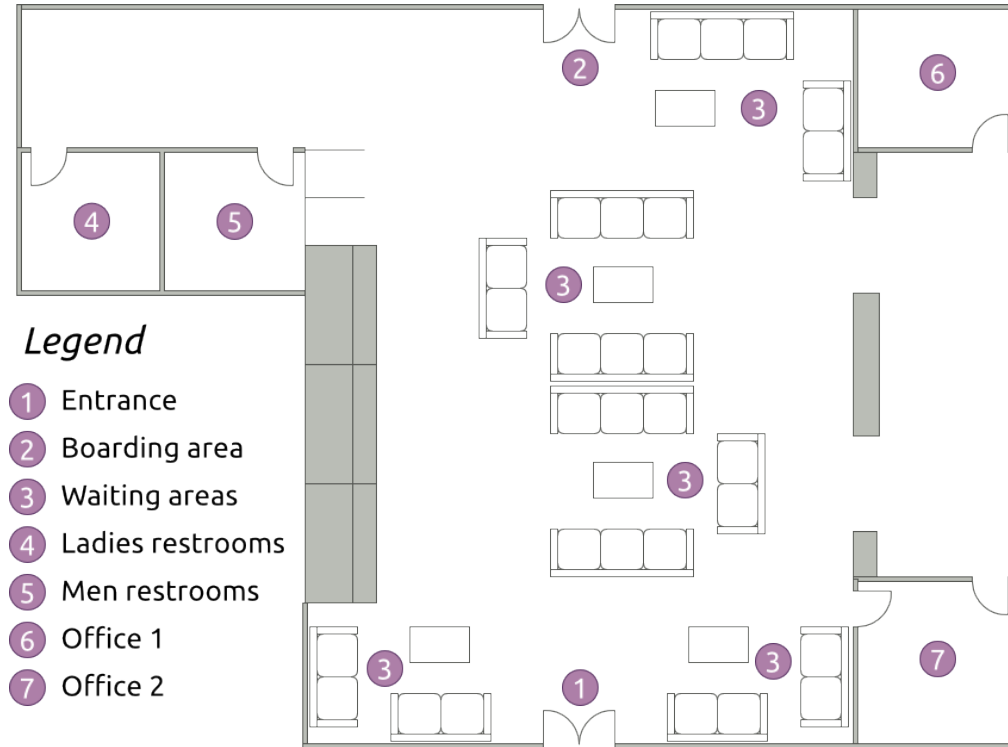 2
6
3
4
5
3
Legend
1 Entrance
2 Boarding area
3 Waiting areas
4 Ladies restrooms
5 Men restrooms
6 Office 1
7 Office 2
3
3
3
7
1